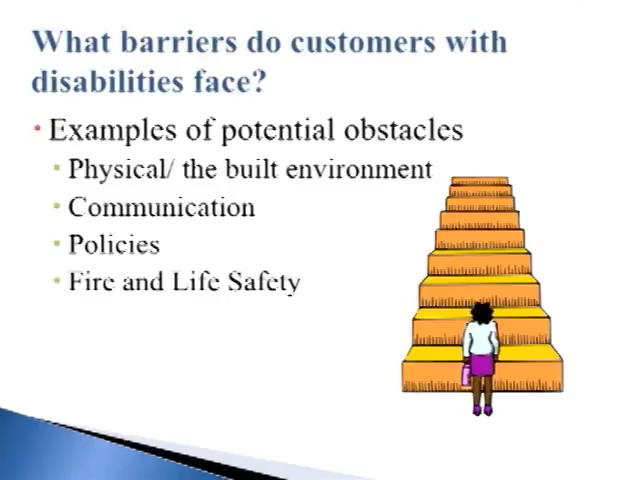 What barriers do customers with
disabilities face?
Examples of potential obstacles
Physical/ the built environment
Communication
Policies
Fire and Life Safety